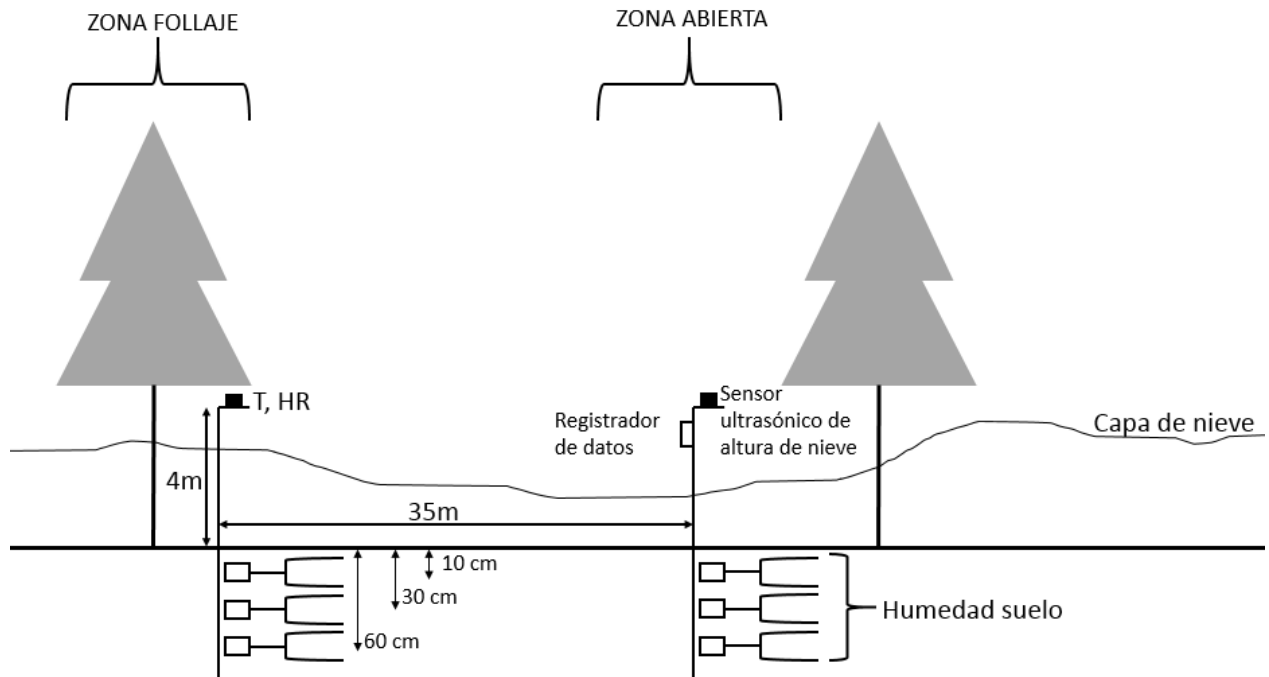 ZONA FOLLAJE
ZONA ABIERTA
T, HR
Sensor
ultrasónico de
altura de nieve
Registrador
de datos
Capa de nieve
4m
35m
10 cm
30 cm
60 cm
Humedad suelo